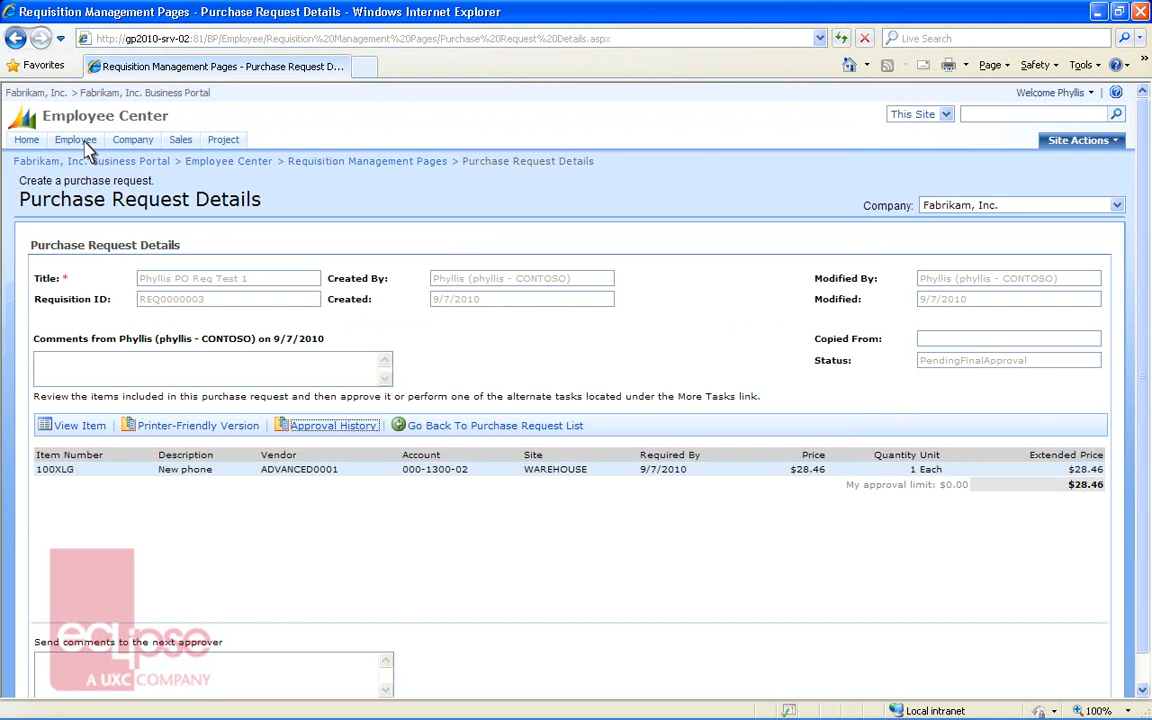 Requisition Management Pages - Purchase Request Details - Windows Internet Explorer
http://gp2010-srv-02:81/BP/Employee/Requisition%20Management%20Pages/Purchase%20Request%20Details.aspx
Live Search
Favorites
Requisition Management Pages - Purchase Request D...
Page
Safety
Tools
Fabrikam, Inc. > Fabrikam, Inc. Business Portal
Welcome Phyllis
Employee Center
This Site
Home
Employee
Company
Sales
Project
Site Actions
Fabrikam, Inc. Business Portal > Employee Center > Requisition Management Pages > Purchase Request Details
Create a purchase request.
Purchase Request Details
Company: Fabrikam, Inc.
Purchase Request Details
Title: * Phyllis PO Req Test 1 Created By: Phyllis (phyllis - CONTOSO) Modified By: Phyllis (phyllis - CONTOSO)
Requisition ID: REQ0000003 Created: 9/7/2010 Modified: 9/7/2010
Comments from Phyllis (phyllis - CONTOSO) on 9/7/2010 Copied From:
Status: PendingFinalApproval
Review the items included in this purchase request and then approve it or perform one of the alternate tasks located under the More Tasks link.
View Item | Printer-Friendly Version | Approval History | Go Back To Purchase Request List
Item Number Description Vendor Account Site Required By Price Quantity Unit Extended Price
100XLG New phone ADVANCED0001 000-1300-02 WAREHOUSE 9/7/2010 $28.46 1 Each $28.46
My approval limit: $0.00 $28.46
Send comments to the next approver
eclipse
A UXC COMPANY
Local intranet
100%